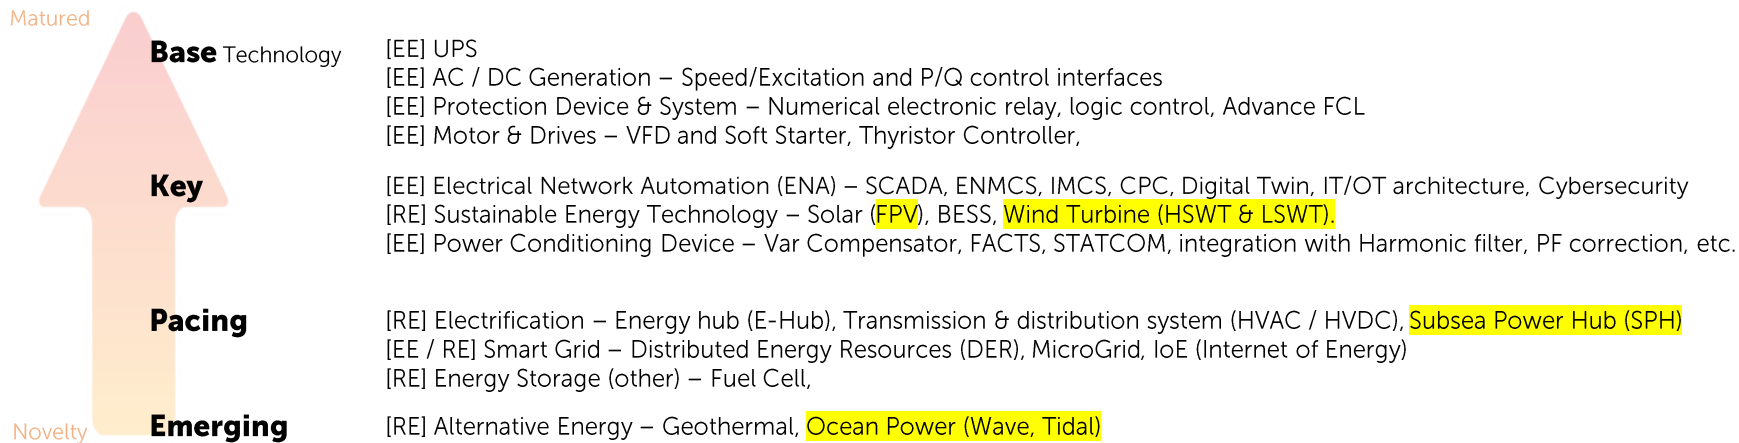 Matured
Base Technology
[EE] UPS
[EE] AC / DC Generation – Speed/Excitation and P/Q control interfaces
[EE] Protection Device & System – Numerical electronic relay, logic control, Advance FCL
[EE] Motor & Drives – VFD and Soft Starter, Thyristor Controller,
Key
[EE] Electrical Network Automation (ENA) – SCADA, ENMCS, IMCS, CPC, Digital Twin, IT/OT architecture, Cybersecurity
[RE] Sustainable Energy Technology – Solar (FPV), BESS, Wind Turbine (HSWT & LSWT).
[EE] Power Conditioning Device – Var Compensator, FACTS, STATCOM, integration with Harmonic filter, PF correction, etc.
Pacing
[RE] Electrification – Energy hub (E-Hub), Transmission & distribution system (HVAC / HVDC), Subsea Power Hub (SPH)
[EE / RE] Smart Grid – Distributed Energy Resources (DER), MicroGrid, IoE (Internet of Energy)
[RE] Energy Storage (other) – Fuel Cell,
Novelty
Emerging
[RE] Alternative Energy – Geothermal, Ocean Power (Wave, Tidal)